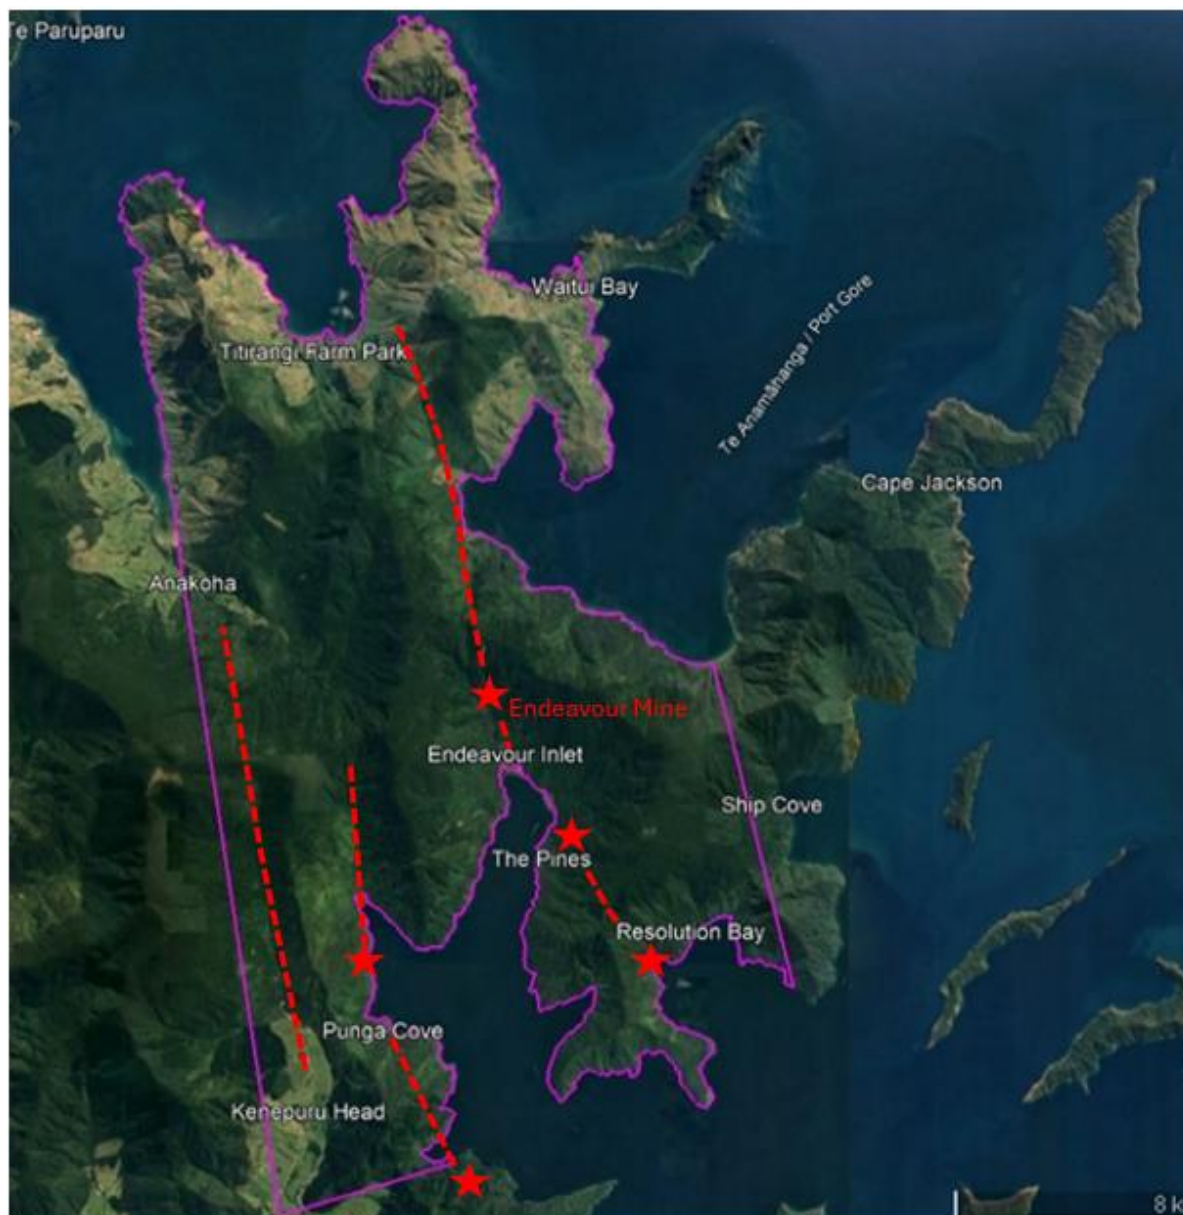 Te Paruparu
Waitui Bay
Te Anamāhanga / Port Gore
Titirangi Farm Park
Cape Jackson
Anakoha
Endeavour Mine
Endeavour Inlet
Ship Cove
The Pines
Resolution Bay
Punga Cove
Kenepuru Head
8 k